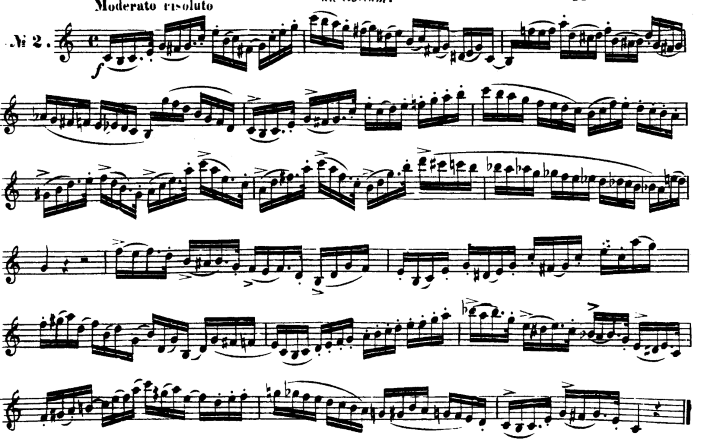 Moderato risoluto
№ 2.
f